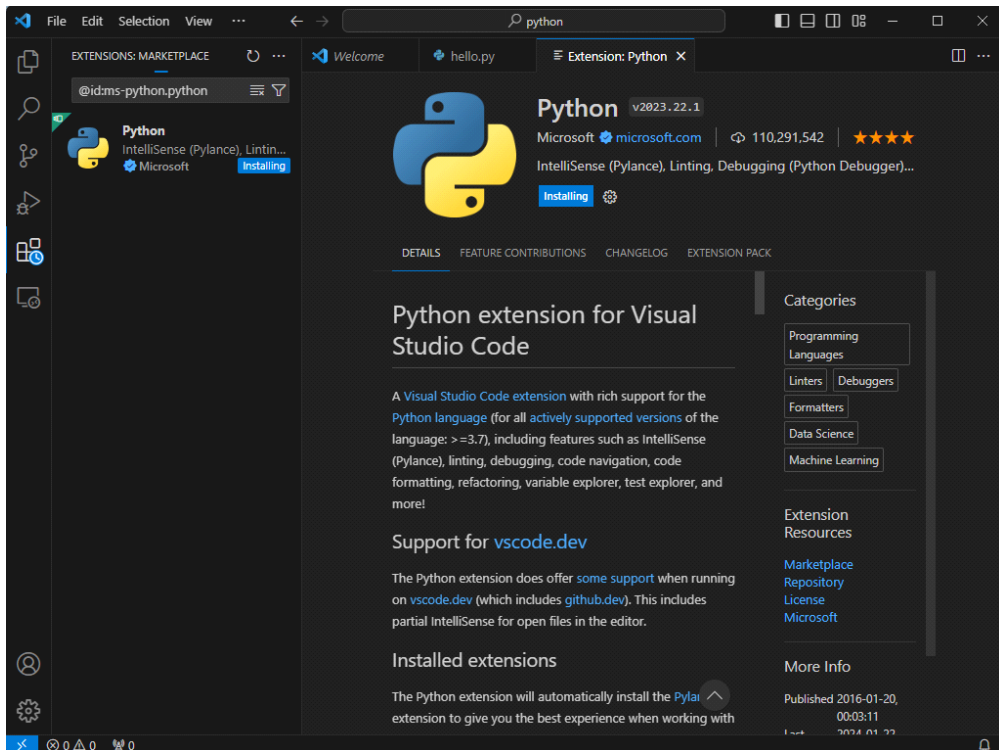 File Edit Selection View ··· python
EXTENSIONS: MARKETPLACE
@id:ms-python.python
Python
IntelliSense (Pylance), Lintin...
Microsoft Installing
Welcome hello.py Extension: Python
Python v2023.22.1
Microsoft microsoft.com 110,291,542
IntelliSense (Pylance), Linting, Debugging (Python Debugger)...
Installing
DETAILS FEATURE CONTRIBUTIONS CHANGELOG EXTENSION PACK
Python extension for Visual
Studio Code
A Visual Studio Code extension with rich support for the
Python language (for all actively supported versions of the
language: >=3.7), including features such as IntelliSense
(Pylance), linting, debugging, code navigation, code
formatting, refactoring, variable explorer, test explorer, and
more!
Support for vscode.dev
The Python extension does offer some support when running
on vscode.dev (which includes github.dev). This includes
partial IntelliSense for open files in the editor.
Installed extensions
The Python extension will automatically install the
extension to give you the best experience when working with
Categories
Programming
Languages
Linters Debuggers
Formatters
Data Science
Machine Learning
Extension
Resources
Marketplace
Repository
License
Microsoft
More Info
Published 2016-01-20,
00:03:11
Last 2024-01-22
0 0 0